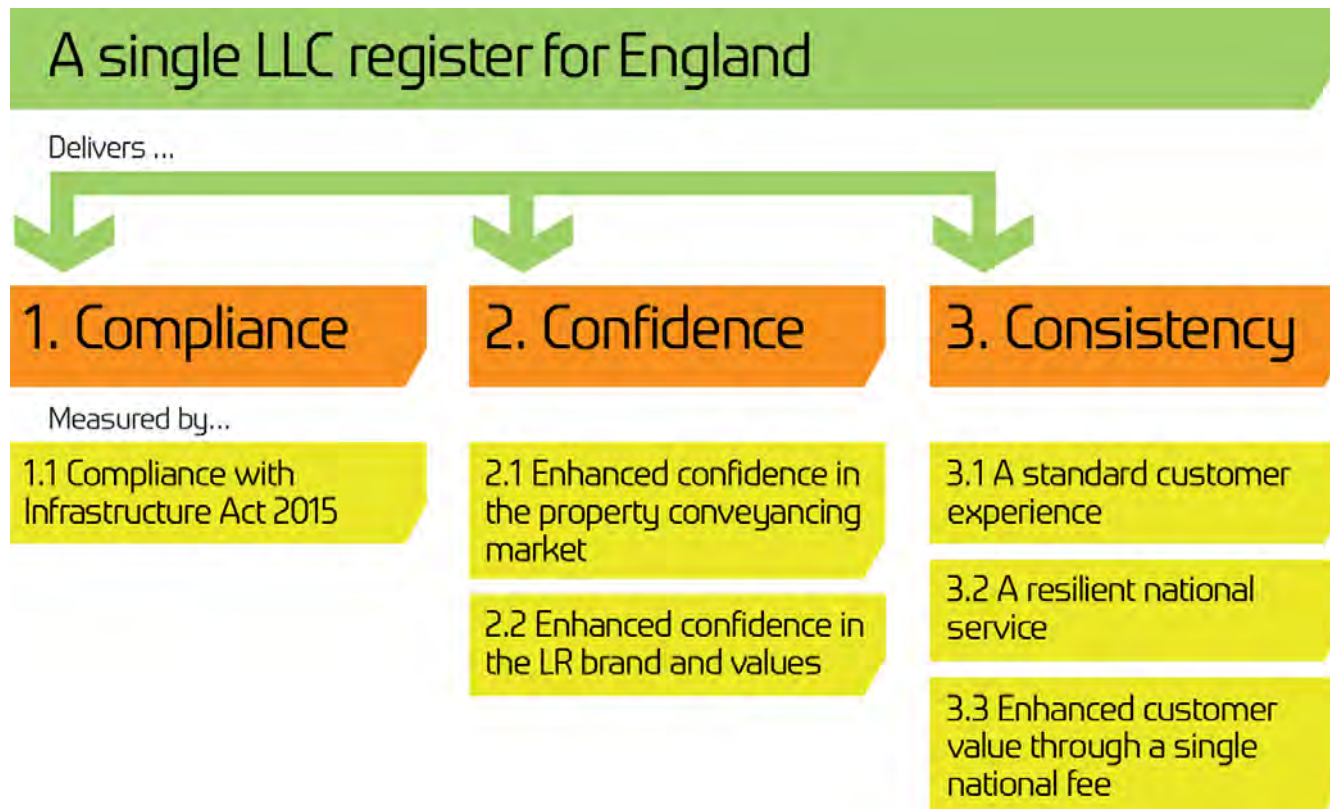 A single LLC register for England
Delivers ...
1. Compliance
2. Confidence
3. Consistency
Measured by...
1.1 Compliance with
Infrastructure Act 2015
2.1 Enhanced confidence in
the property conveyancing
market
2.2 Enhanced confidence in
the LR brand and values
3.1 A standard customer
experience
3.2 A resilient national
service
3.3 Enhanced customer
value through a single
national fee